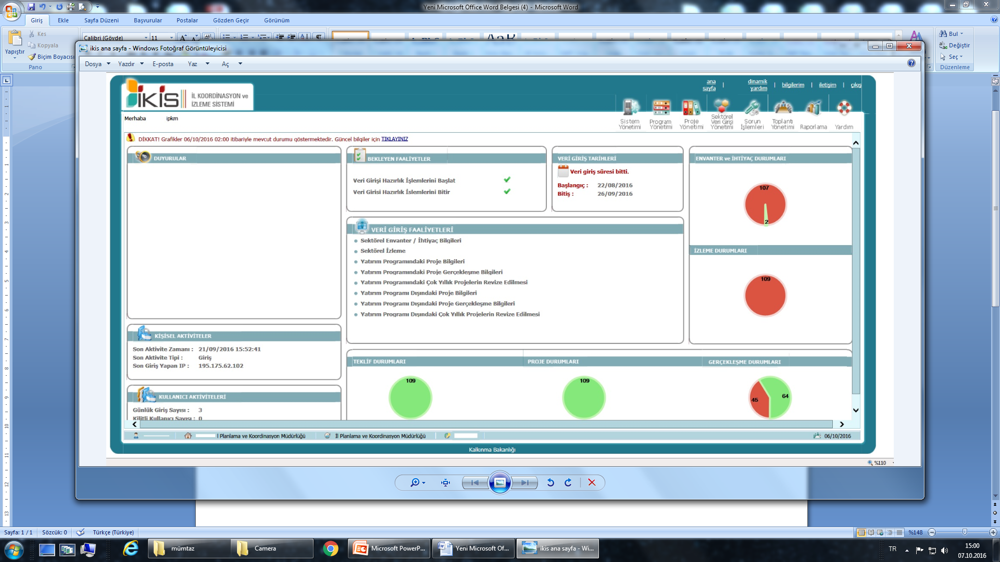 Yeni Microsoft Office Word Belgesi (4) - Microsoft Word
Giriş Ekle Sayfa Düzeni Başvurular Postalar Gözden Geçir Görünüm
Kes
Kopyala
Yapıştır
Biçim Boyacısı
Pano
Calibri (Gövde) 11
Bul
Değiştir
Seç
Düzenleme
ikis ana sayfa - Windows Fotoğraf Görüntüleyicisi
Dosya Yazdır E-posta Yaz Aç
İKİS İL KOORDİNASYON ve
İZLEME SİSTEMİ
ana sayfa | dinamik yardım | bilgilerim | iletişim | çıkış
Merhaba ipkm
Sistem Yönetimi
Program Yönetimi
Proje Yönetimi
Sektörel Veri Girişi Yönetimi
Sorun İşlemleri
Toplantı Yönetimi
Raporlama
Yardım
DİKKAT! Grafikler 06/10/2016 02:00 itibariyle mevcut durumu göstermektedir. Güncel bilgiler için TIKLAYINIZ
DUYURULAR
BEKLEYEN FAALİYETLER
Veri Girişi Hazırlık İşlemlerini Başlat
Veri Girisi Hazırlık İslemlerini Bitir
VERİ GİRİŞ TARİHLERİ
Veri giriş süresi bitti.
Başlangıç : 22/08/2016
Bitiş : 26/09/2016
ENVANTER ve İHTİYAÇ DURUMLARI
107
2
İZLEME DURUMLARI
109
VERİ GİRİŞ FAALİYETLERİ
Sektörel Envanter / İhtiyaç Bilgileri
Sektörel İzleme
Yatırım Programındaki Proje Bilgileri
Yatırım Programındaki Proje Gerçekleşme Bilgileri
Yatırım Programındaki Çok Yıllık Projelerin Revize Edilmesi
Yatırım Programı Dışındaki Proje Bilgileri
Yatırım Programı Dışındaki Proje Gerçekleşme Bilgileri
Yatırım Programı Dışındaki Çok Yıllık Projelerin Revize Edilmesi
KİŞİSEL AKTİVİTELER
Son Aktivite Zamanı : 21/09/2016 15:52:41
Son Aktivite Tipi : Giriş
Son Giriş Yapan IP : 195.175.62.102
KULLANICI AKTİVİTELERİ
Günlük Giriş Sayısı : 3
Kilitli Kullanıcı Sayısı : 0
TEKLİF DURUMLARI
109
PROJE DURUMLARI
109
GERÇEKLEŞME DURUMLARI
45
64
l Planlama ve Koordinasyon Müdürlüğü
İl Planlama ve Koordinasyon Müdürlüğü
06/10/2016
Kalkınma Bakanlığı
%110
Sayfa: 1 / 1 Sözcük: 0 Türkçe (Türkiye)
%148
mümtaz
Camera
Microsoft PowerP...
Yeni Microsoft Of...
ikis ana sayfa - Wi...
TR
15:00
07.10.2016